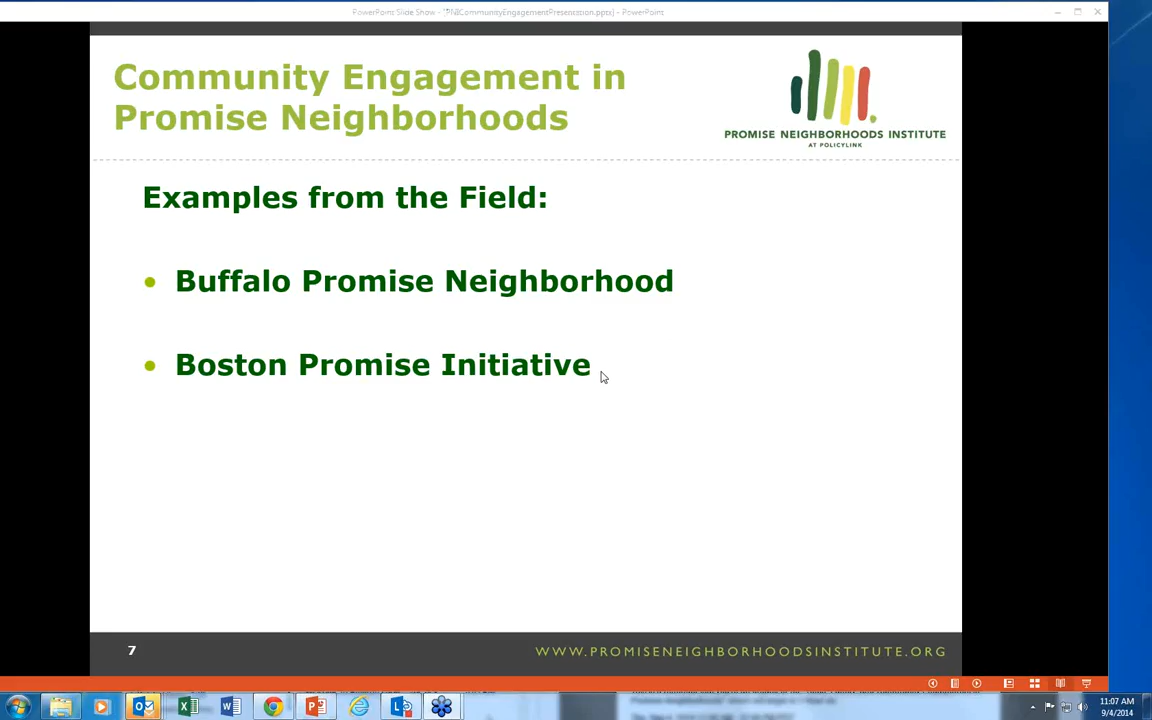 PowerPoint Slide Show - [PNICommunityEngagementPresentation.pptx] - PowerPoint
Community Engagement in
Promise Neighborhoods
PROMISE NEIGHBORHOODS INSTITUTE
AT POLICYLINK
Examples from the Field:
• Buffalo Promise Neighborhood
• Boston Promise Initiative
7
WWW.PROMISENEIGHBORHOODSINSTITUTE.ORG
11:07 AM
9/4/2014